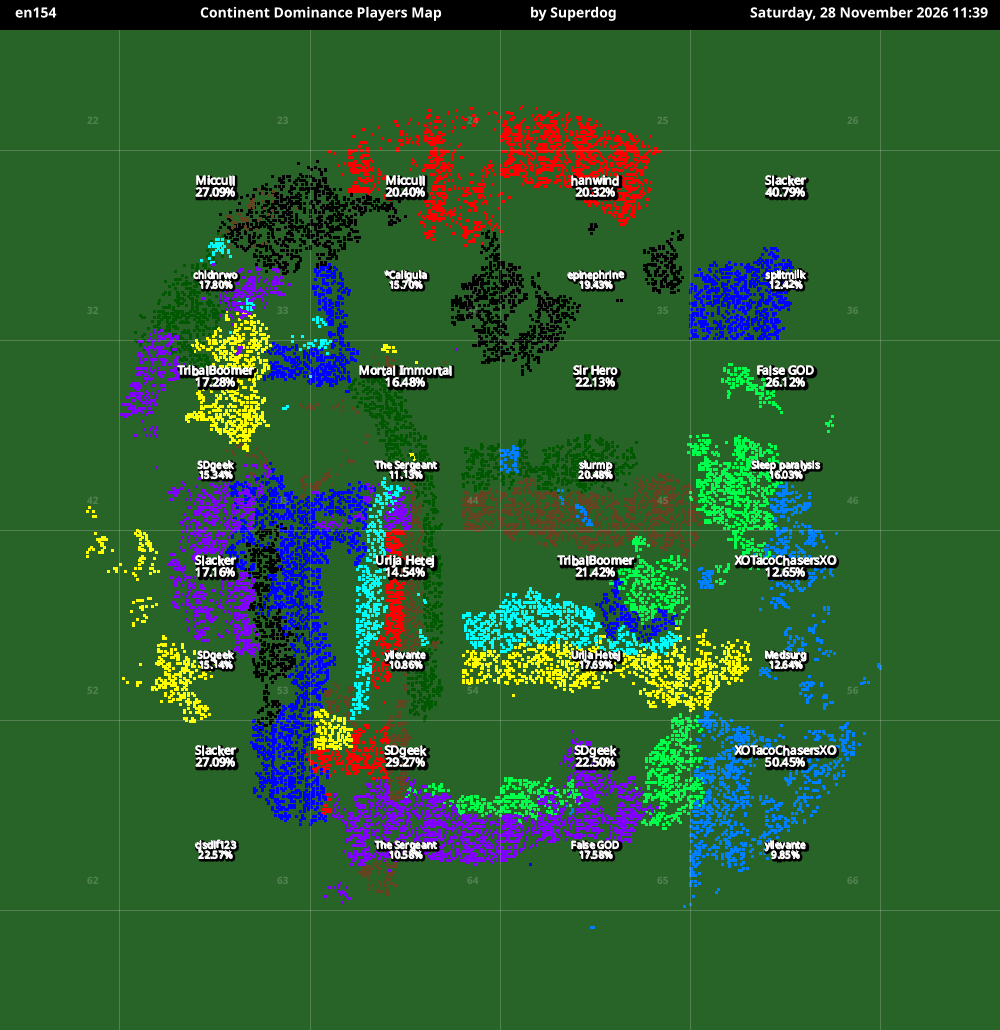 en154 Continent Dominance Players Map by Superdog Saturday, 28 November 2026 11:39
22 23 24 25 26
Miccull Miccull hanwind Slacker
27.09% 20.40% 20.32% 40.79%
chidnrwo *Caligula epinephrine splitmilk
17.80% 15.70% 19.43% 12.42%
32 33 35 36
TribalBoomer Mortal Immortal Sir Hero False GOD
17.28% 16.48% 22.13% 26.12%
SDgeek The Sergeant slurmp Sleep paralysis
15.34% 11.13% 20.48% 16.03%
42 44 45 46
Slacker Urija Hetej TribalBoomer XOTacoChasersXO
17.16% 14.54% 21.42% 12.65%
SDgeek yllevante Urija Hetej Medsurg
15.14% 10.86% 17.69% 12.64%
52 53 54 56
Slacker SDgeek SDgeek XOTacoChasersXO
27.09% 29.27% 22.50% 50.45%
The Sergeant False GOD yllevante
22.57% 10.58% 17.58% 9.85%
62 63 64 65 66